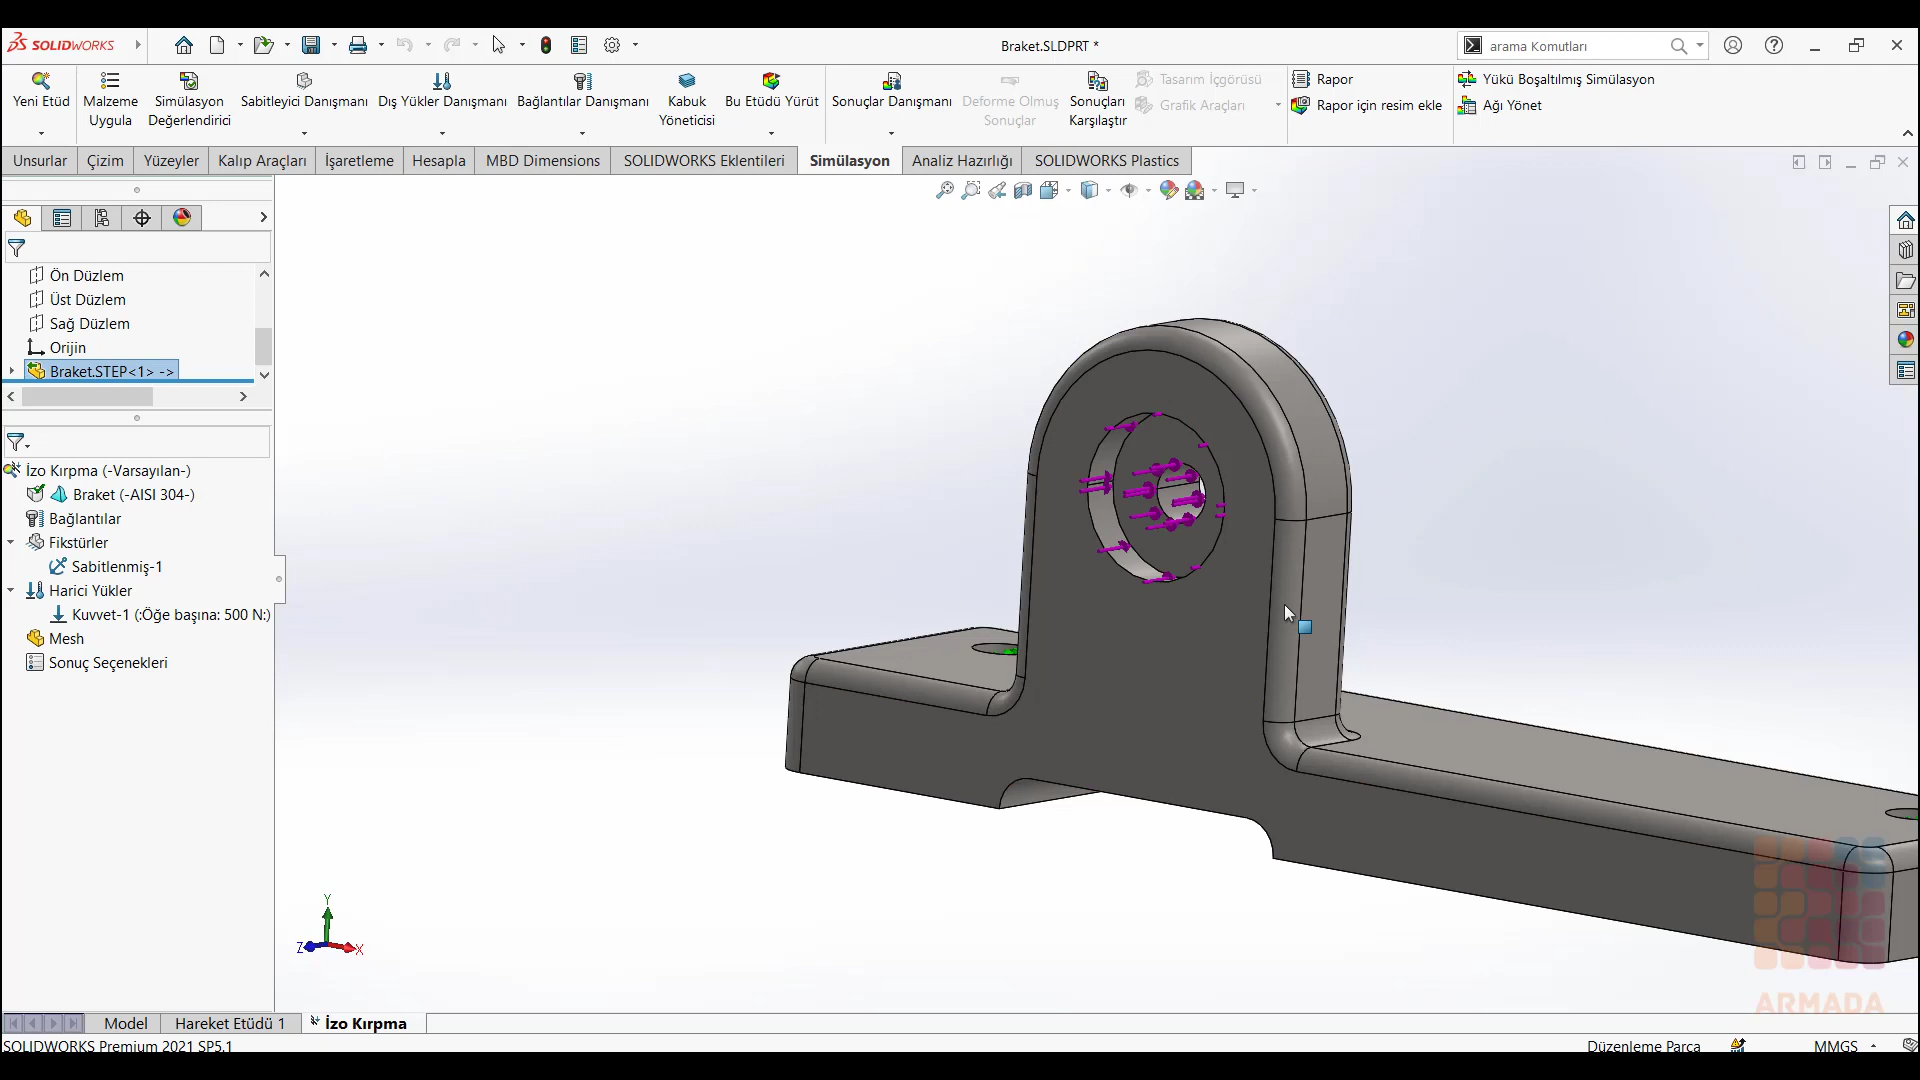 SOLIDWORKS
Braket.SLDPRT *
arama Komutları
Yeni Etüd
Malzeme
Uygula
Simülasyon
Değerlendirici
Sabitleyici Danışmanı
Dış Yükler Danışmanı
Bağlantılar Danışmanı
Kabuk
Yöneticisi
Bu Etüdü Yürüt
Sonuçlar Danışmanı
Deforme Olmuş
Sonuçlar
Sonuçları
Karşılaştır
Tasarım İçgörüsü
Grafik Araçları
Rapor
Rapor için resim ekle
Yükü Boşaltılmış Simülasyon
Ağı Yönet
Unsurlar
Çizim
Yüzeyler
Kalıp Araçları
İşaretleme
Hesapla
MBD Dimensions
SOLIDWORKS Eklentileri
Simülasyon
Analiz Hazırlığı
SOLIDWORKS Plastics
Ön Düzlem
Üst Düzlem
Sağ Düzlem
Orijin
Braket.STEP<1> ->
İzo Kırpma (-Varsayılan-)
Braket (-AISI 304-)
Bağlantılar
Fikstürler
Sabitlenmiş-1
Harici Yükler
Kuvvet-1 (:Öğe başına: 500 N:)
Mesh
Sonuç Seçenekleri
Y
Z
X
ARMADA
Model
Hareket Etüdü 1
İzo Kırpma
SOLIDWORKS Premium 2021 SP5.1
Düzenleme Parça
MMGS